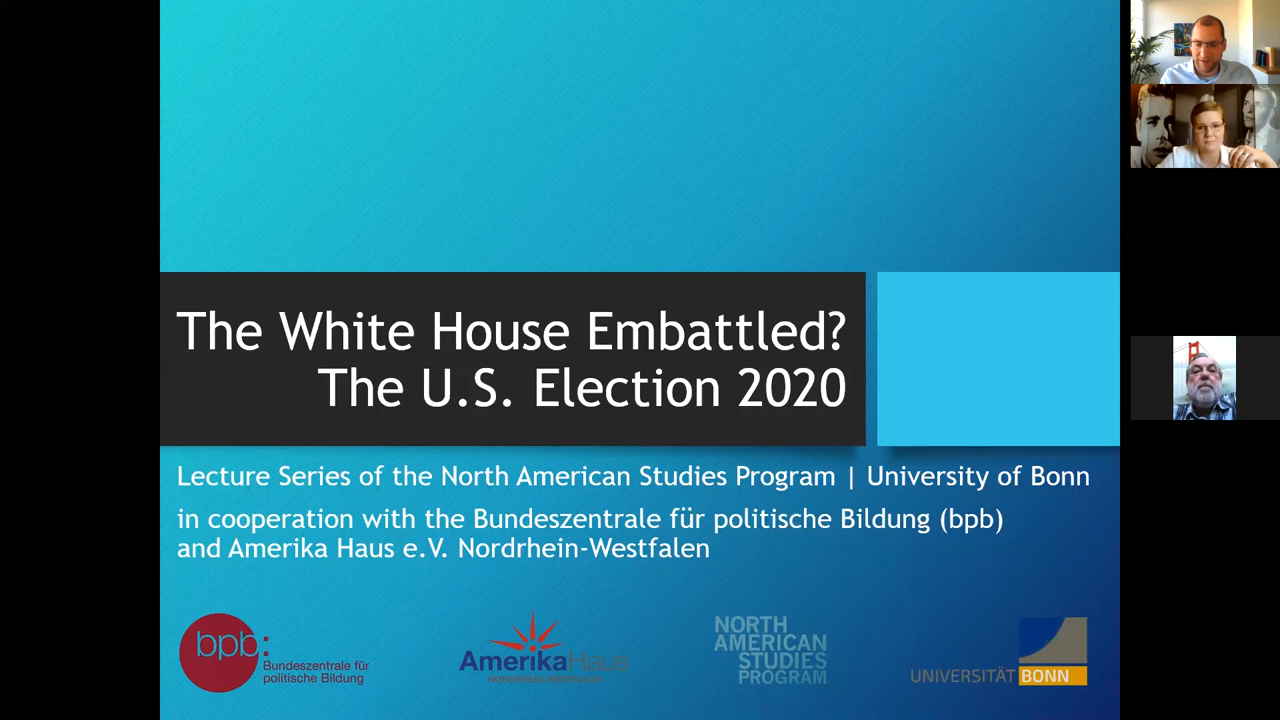 The White House Embattled?
The U.S. Election 2020
Lecture Series of the North American Studies Program | University of Bonn
in cooperation with the Bundeszentrale für politische Bildung (bpb)
and Amerika Haus e.V. Nordrhein-Westfalen
bpb:
Bundeszentrale für
politische Bildung
AmerikaHaus
NORDRHEIN-WESTFALEN
NORTH
AMERICAN
STUDIES
PROGRAM
UNIVERSITÄT BONN